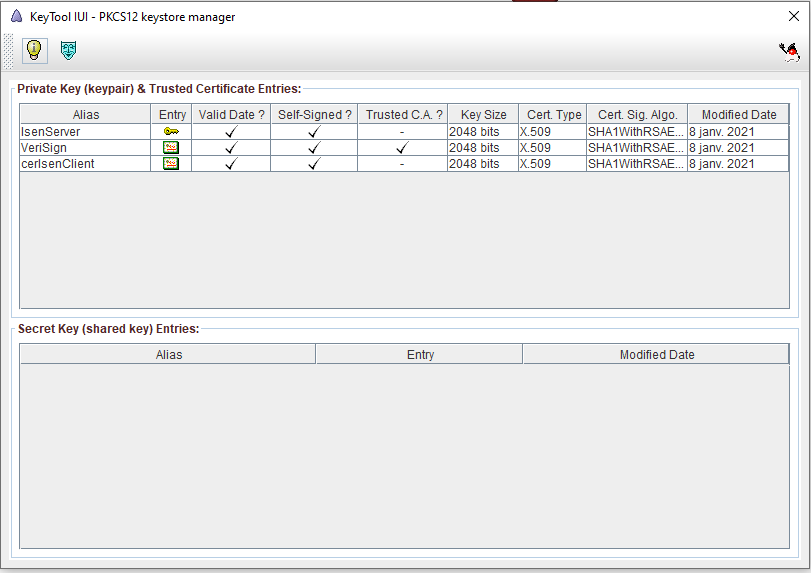 KeyTool IUI - PKCS12 keystore manager
Private Key (keypair) & Trusted Certificate Entries:
Alias Entry Valid Date ? Self-Signed ? Trusted C.A. ? Key Size Cert. Type Cert. Sig. Algo. Modified Date
IsenServer - 2048 bits X.509 SHA1WithRSAE... 8 janv. 2021
VeriSign 2048 bits X.509 SHA1WithRSAE... 8 janv. 2021
cerIsenClient - 2048 bits X.509 SHA1WithRSAE... 8 janv. 2021
Secret Key (shared key) Entries:
Alias Entry Modified Date